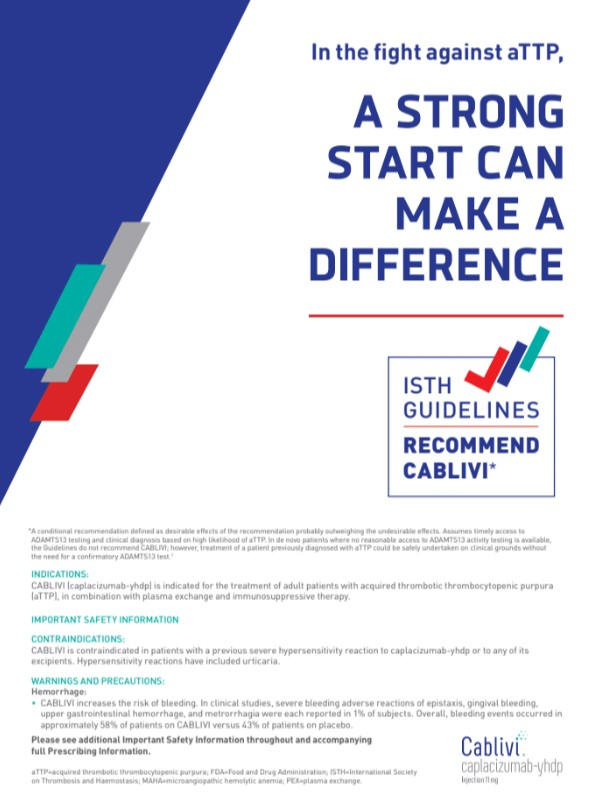 In the fight against aTTP,
A STRONG
START CAN
MAKE A
DIFFERENCE
ISTH
GUIDELINES
RECOMMEND
CABLIVI*
*A conditional recommendation defined as desirable effects of the recommendation probably outweighing the undesirable effects. Assumes timely access to
ADAMTS13 testing and clinical diagnosis based on high likelihood of aTTP. In de novo patients where no reasonable access to ADAMTS13 activity testing is available,
the Guidelines do not recommend CABLIVI; however, treatment of a patient previously diagnosed with aTTP could be safely undertaken on clinical grounds without
the need for a confirmatory ADAMTS13 test.¹
INDICATIONS:
CABLIVI (caplacizumab-yhdp) is indicated for the treatment of adult patients with acquired thrombotic thrombocytopenic purpura
(aTTP), in combination with plasma exchange and immunosuppressive therapy.
IMPORTANT SAFETY INFORMATION
CONTRAINDICATIONS:
CABLIVI is contraindicated in patients with a previous severe hypersensitivity reaction to caplacizumab-yhdp or to any of its
excipients. Hypersensitivity reactions have included urticaria.
WARNINGS AND PRECAUTIONS:
Hemorrhage:
• CABLIVI increases the risk of bleeding. In clinical studies, severe bleeding adverse reactions of epistaxis, gingival bleeding,
upper gastrointestinal hemorrhage, and metrorrhagia were each reported in 1% of subjects. Overall, bleeding events occurred in
approximately 58% of patients on CABLIVI versus 43% of patients on placebo.
Please see additional Important Safety Information throughout and accompanying
full Prescribing Information.
aTTP=acquired thrombotic thrombocytopenic purpura; FDA=Food and Drug Administration; ISTH=International Society
on Thrombosis and Haemostasis; MAHA=microangiopathic hemolytic anemia; PEX=plasma exchange.
Cablivi
caplacizumab-yhdp
Injection 11 mg